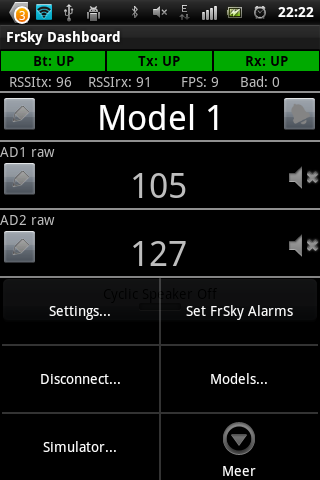 3
E
22:22
FrSky Dashboard
Bt: UP Tx: UP Rx: UP
RSSItx: 96 RSSIrx: 91 FPS: 9 Bad: 0
Model 1
AD1 raw
105
AD2 raw
127
Cyclic Speaker Off
Settings... Set FrSky Alarms
Disconnect... Models...
Simulator... Meer